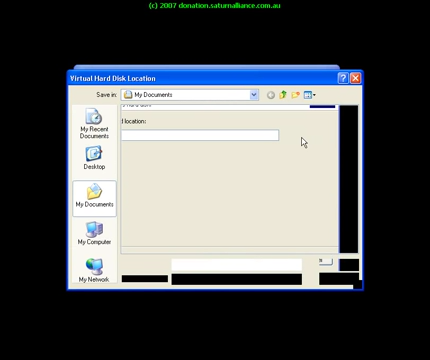 (c) 2007 donation.saturnalliance.com.au
Virtual Hard Disk Location
Save in:
My Documents
My Recent
Documents
Desktop
My Documents
My Computer
My Network
location: